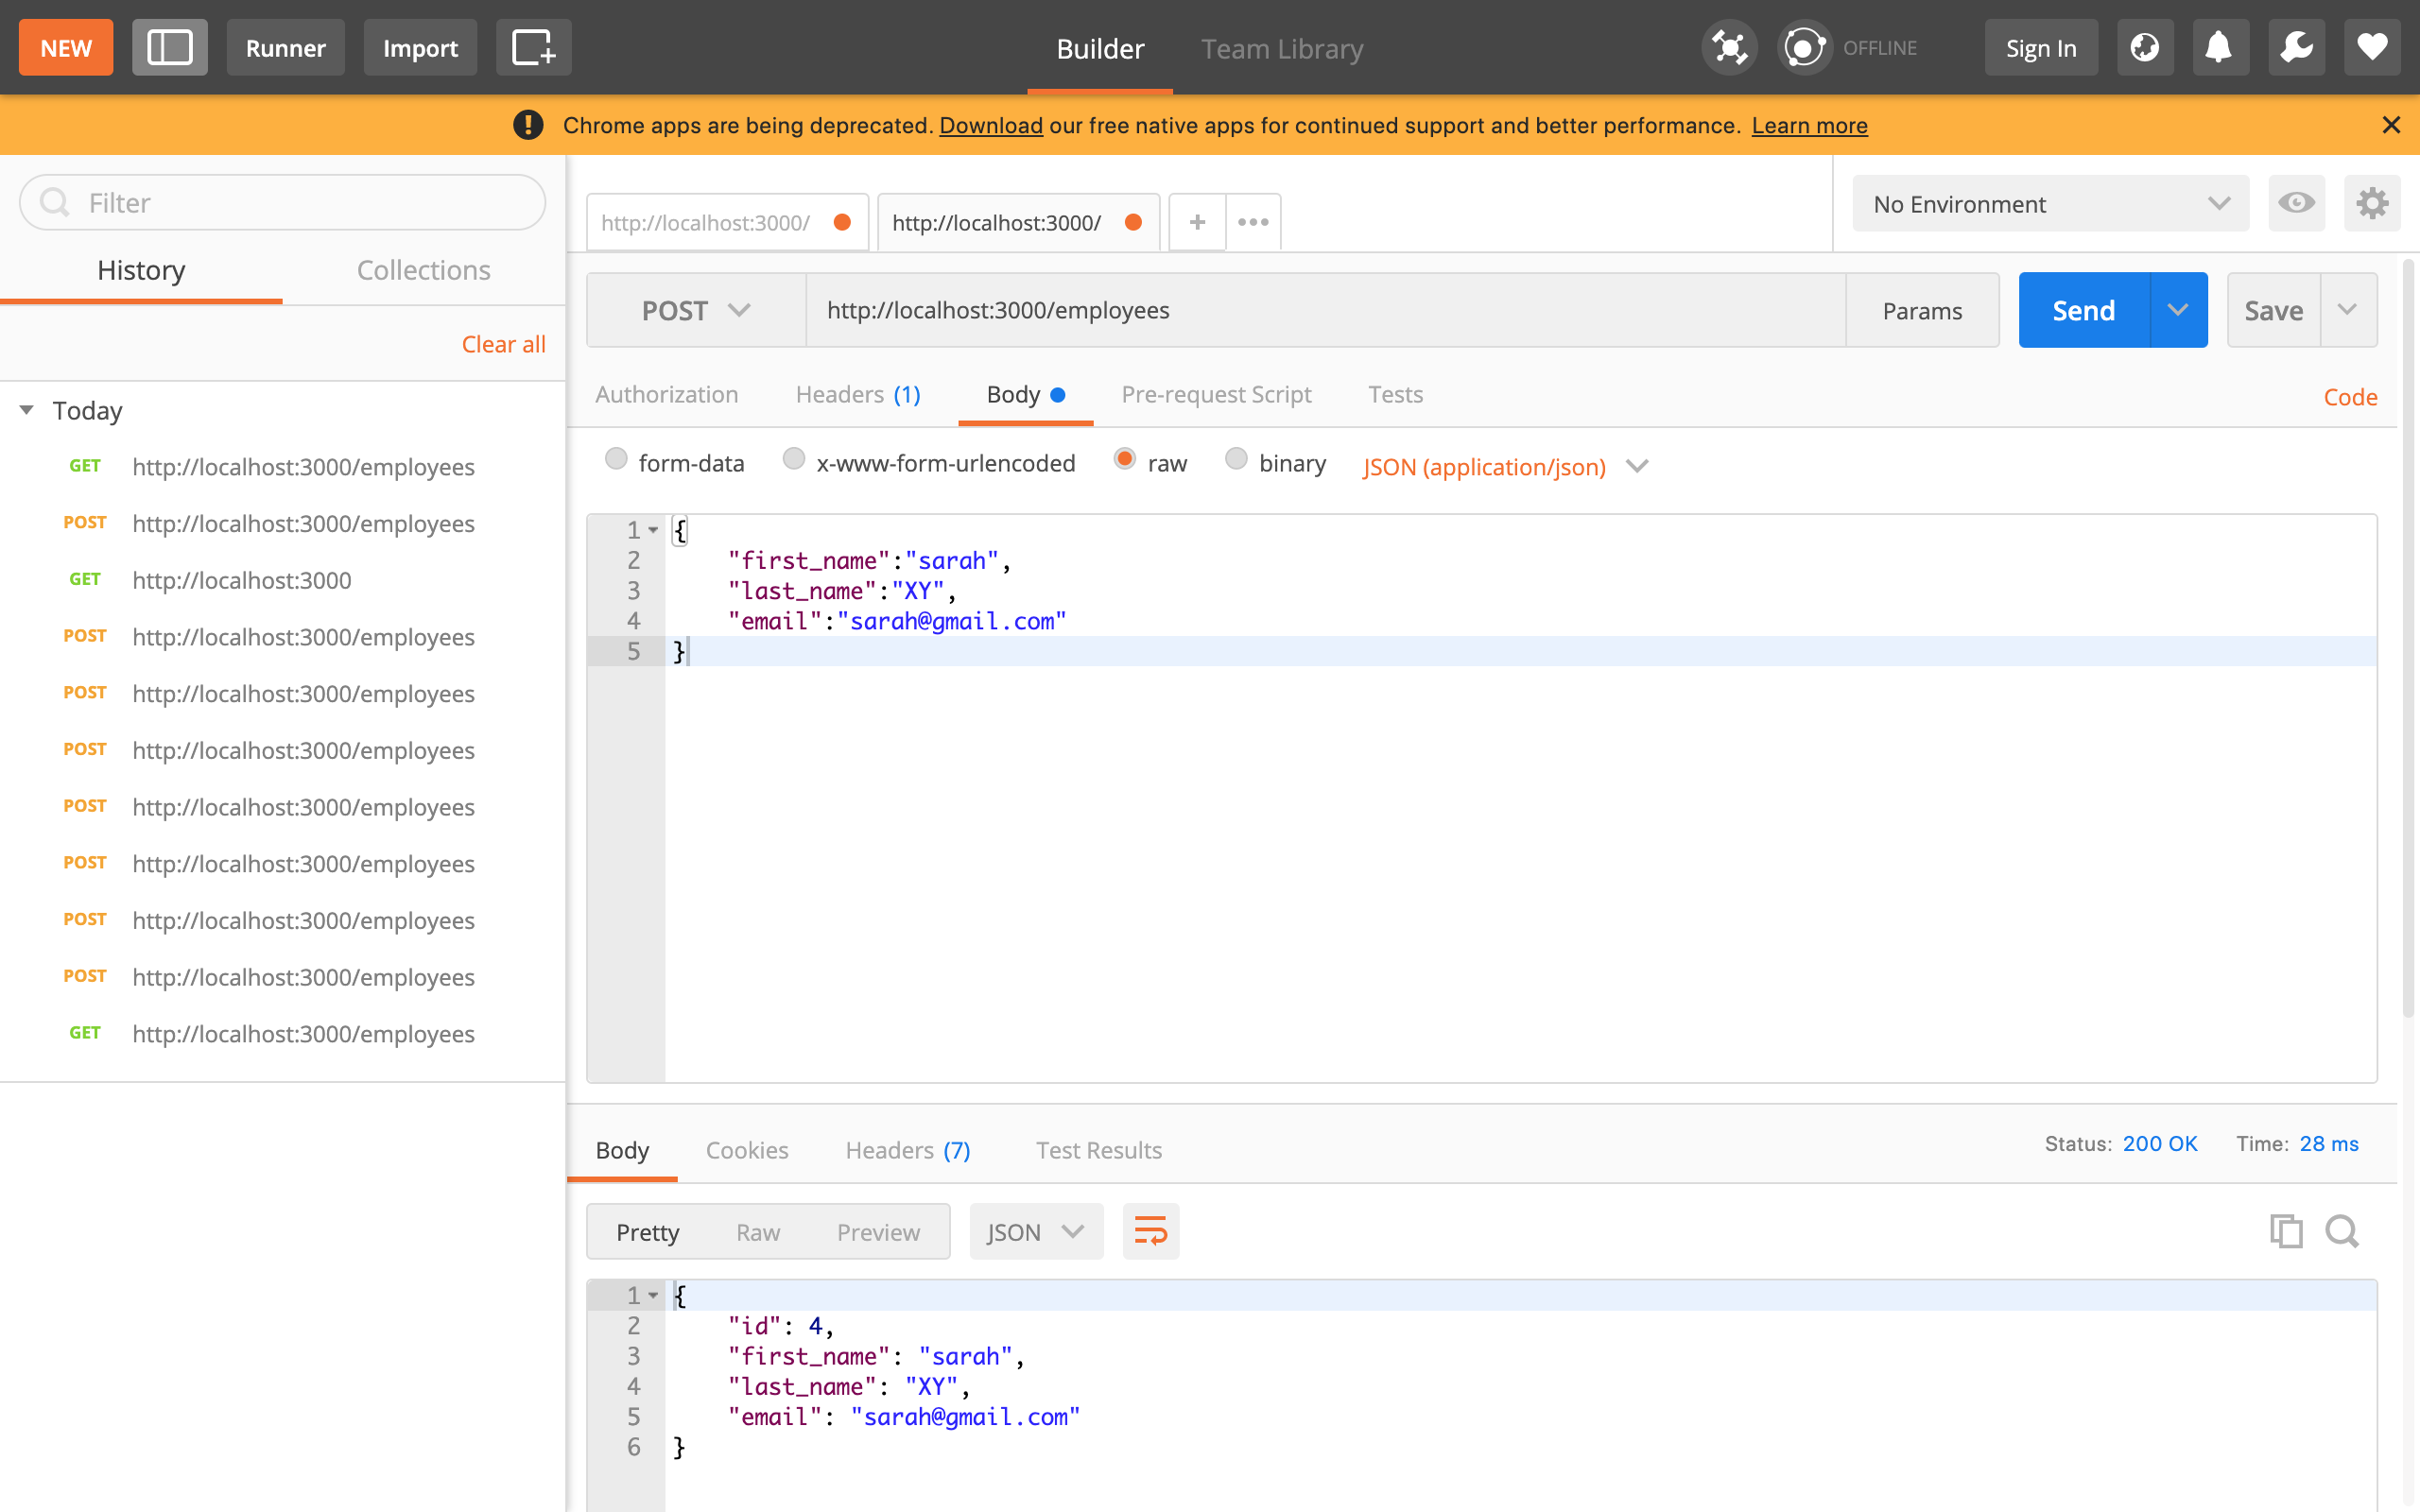 NEW Runner Import Builder Team Library OFFLINE Sign In
Chrome apps are being deprecated. Download our free native apps for continued support and better performance. Learn more
Filter
History Collections
Clear all
Today
GET http://localhost:3000/employees
POST http://localhost:3000/employees
GET http://localhost:3000
POST http://localhost:3000/employees
POST http://localhost:3000/employees
POST http://localhost:3000/employees
POST http://localhost:3000/employees
POST http://localhost:3000/employees
POST http://localhost:3000/employees
POST http://localhost:3000/employees
GET http://localhost:3000/employees
http://localhost:3000/ http://localhost:3000/ + ••• No Environment
POST http://localhost:3000/employees Params Send Save
Authorization Headers (1) Body Pre-request Script Tests Code
form-data x-www-form-urlencoded raw binary JSON (application/json)
1 {
2 "first_name":"sarah",
3 "last_name":"XY",
4 "email":"sarah@gmail.com"
5 }
Body Cookies Headers (7) Test Results Status: 200 OK Time: 28 ms
Pretty Raw Preview JSON
1 {
2 "id": 4,
3 "first_name": "sarah",
4 "last_name": "XY",
5 "email": "sarah@gmail.com"
6 }